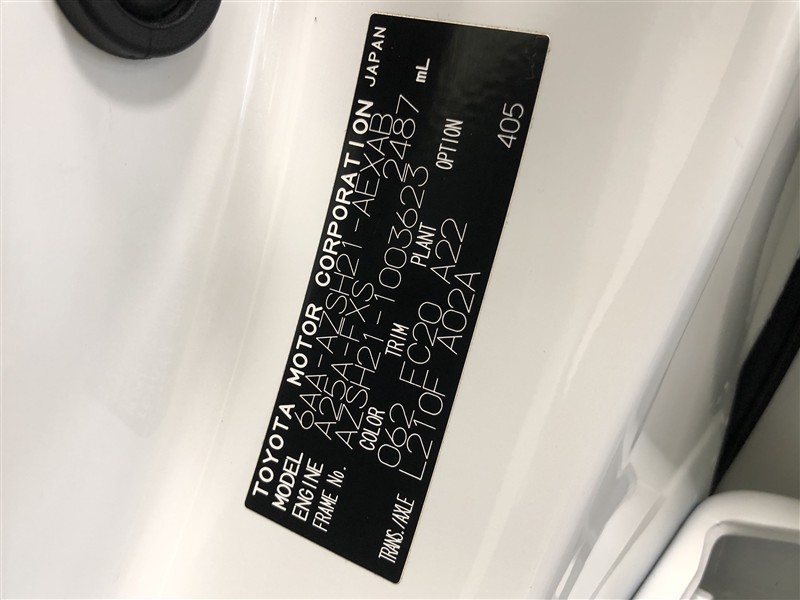 TOYOTA MOTOR CORPORATION JAPAN
MODEL 6AA-AZSH21-AEXAB
ENGINE A25A-FXS 2487 mL
FRAME No. AZSH21-1003623
COLOR TRIM PLANT OPTION
062 FC20 A22
TRANS./AXLE L210F A02A 405